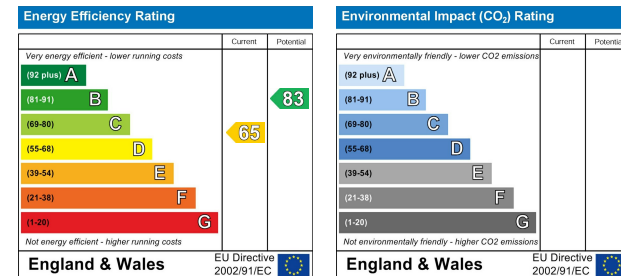 Energy Efficiency Rating
Current Potential
Very energy efficient - lower running costs
(92 plus) A
(81-91) B
83
(69-80) C
65
(55-68) D
(39-54) E
(21-38) F
(1-20) G
Not energy efficient - higher running costs
England & Wales
EU Directive
2002/91/EC
Environmental Impact (CO₂) Rating
Current Potentia
Very environmentally friendly - lower CO2 emissions
(92 plus) A
(81-91) B
(69-80) C
(55-68) D
(39-54) E
(21-38) F
(1-20) G
Not environmentally friendly - higher CO2 emissions
England & Wales
EU Directive
2002/91/EC